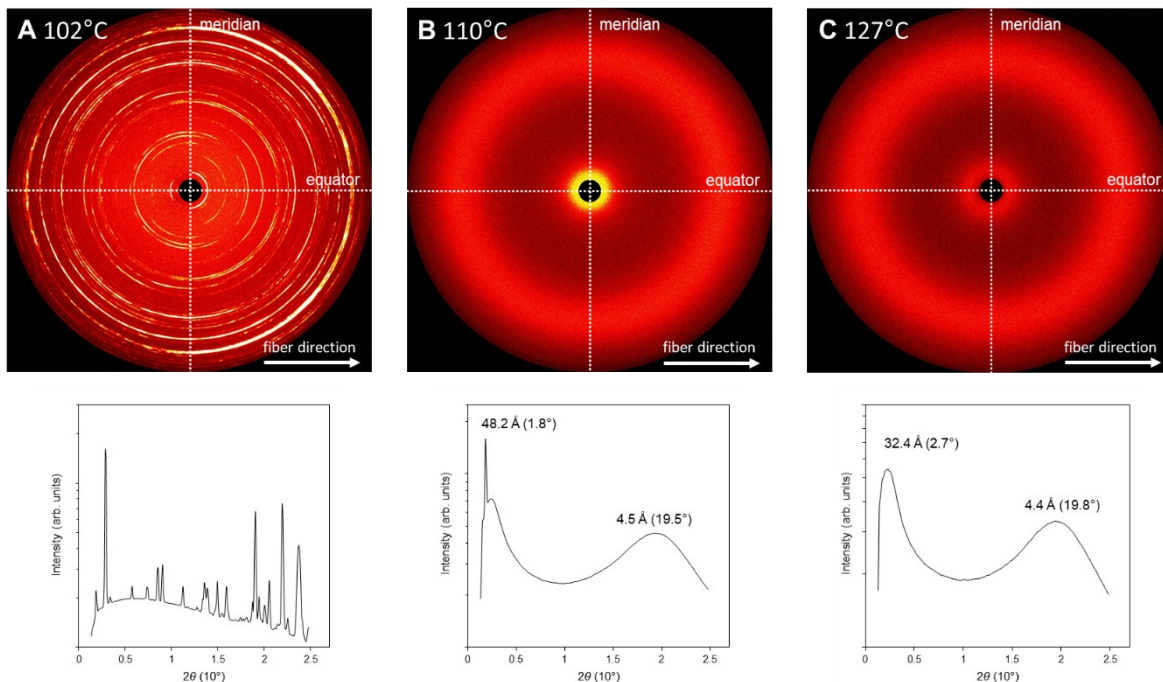 A 102°C
meridian
equator
fiber direction
B 110°C
meridian
equator
fiber direction
C 127°C
meridian
equator
fiber direction
Intensity (arb. units)
0 0.5 1 1.5 2 2.5
2θ (10°)
48.2 Å (1.8°)
4.5 Å (19.5°)
Intensity (arb. units)
0 0.5 1 1.5 2 2.5
2θ (10°)
32.4 Å (2.7°)
4.4 Å (19.8°)
Intensity (arb. units)
0 0.5 1 1.5 2 2.5
2θ (10°)